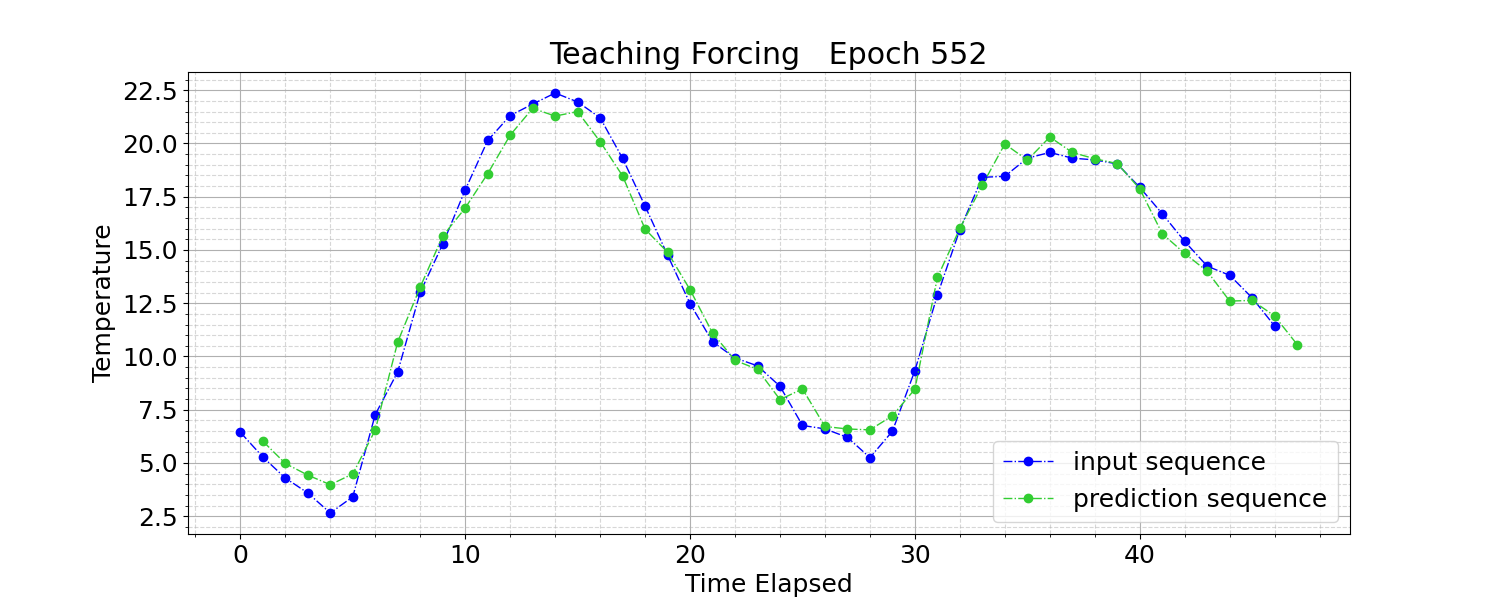 Teaching Forcing   Epoch 552
22.5
20.0
17.5
15.0
12.5
10.0
7.5
5.0
2.5
Temperature
0 10 20 30 40
Time Elapsed
input sequence
prediction sequence